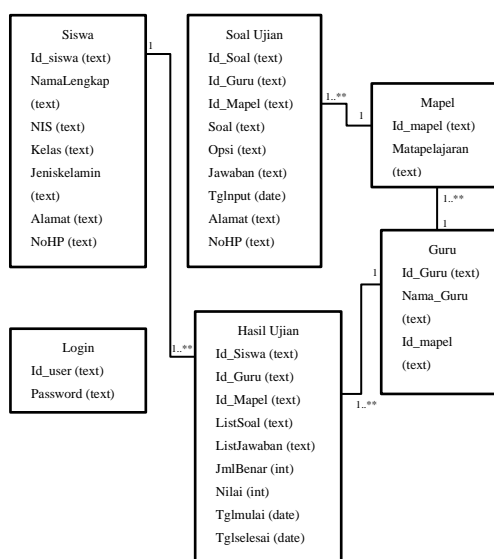 Siswa
Id_siswa (text)
NamaLengkap
(text)
NIS (text)
Kelas (text)
Jeniskelamin
(text)
Alamat (text)
NoHP (text)
1
Soal Ujian
Id_Soal (text)
Id_Guru (text)
Id_Mapel (text)
Soal (text)
Opsi (text)
Jawaban (text)
TglInput (date)
Alamat (text)
NoHP (text)
1..**
1
Mapel
Id_mapel (text)
Matapelajaran
(text)
1..**
1
Guru
Id_Guru (text)
Nama_Guru
(text)
Id_mapel
(text)
1
1..**
Login
Id_user (text)
Password (text)
1..**
Hasil Ujian
Id_Siswa (text)
Id_Guru (text)
Id_Mapel (text)
ListSoal (text)
ListJawaban (text)
JmlBenar (int)
Nilai (int)
Tglmulai (date)
Tglselesai (date)